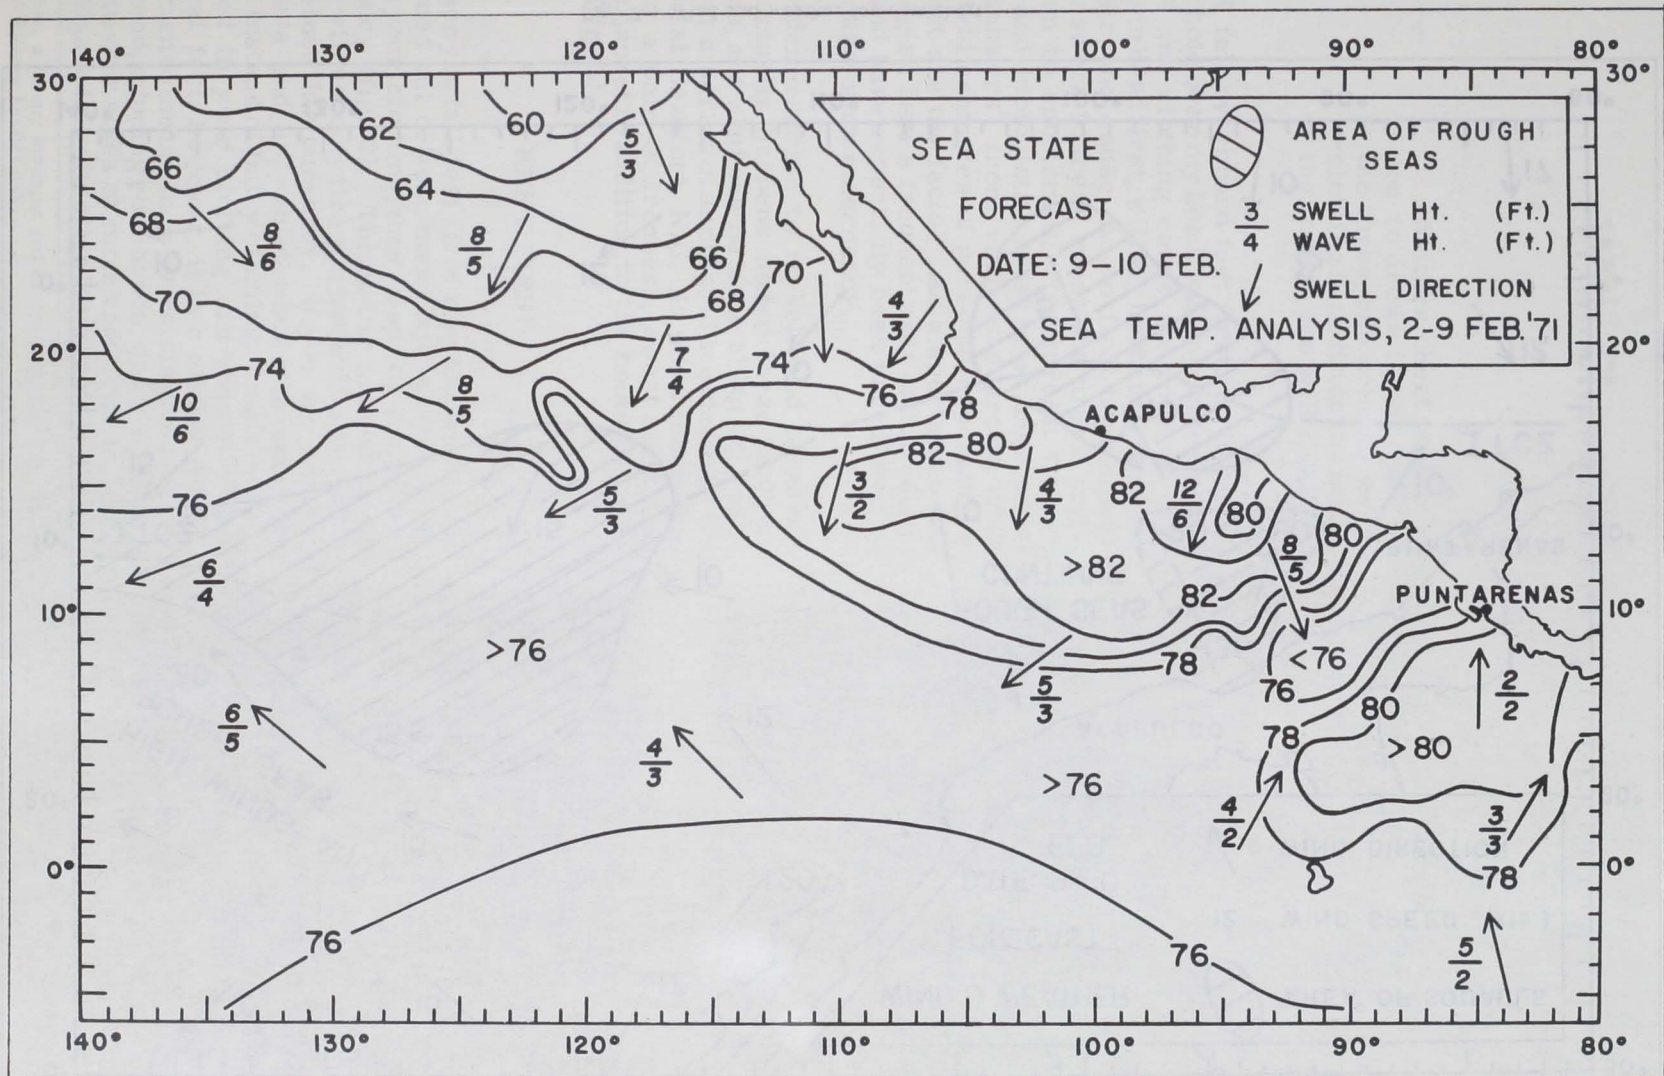 140° 130° 120° 110° 100° 90° 80°
30° 30°
SEA STATE
FORECAST
DATE: 9-10 FEB.
SEA TEMP. ANALYSIS, 2-9 FEB.'71
AREA OF ROUGH
SEAS
3 SWELL Ht. (Ft.)
4 WAVE Ht. (Ft.)
SWELL DIRECTION
62 60 5/3
66 64
68 8/6 8/5 66 70
70 68 4/3
20° 20°
74 7/4 74
10/6 8/5 76 78
ACAPULCO
80 82
76 5/3 3/2 4/3 82 12/6 80 80
6/4 >82 8/5
82
PUNTARENAS
10° 10°
>76 78 <76
5/3 76 2/2
6/5 80
4/3 78 >80
>76
4/2 3/3
0° 0°
78
76 76 5/2
140° 130° 120° 110° 100° 90° 80°